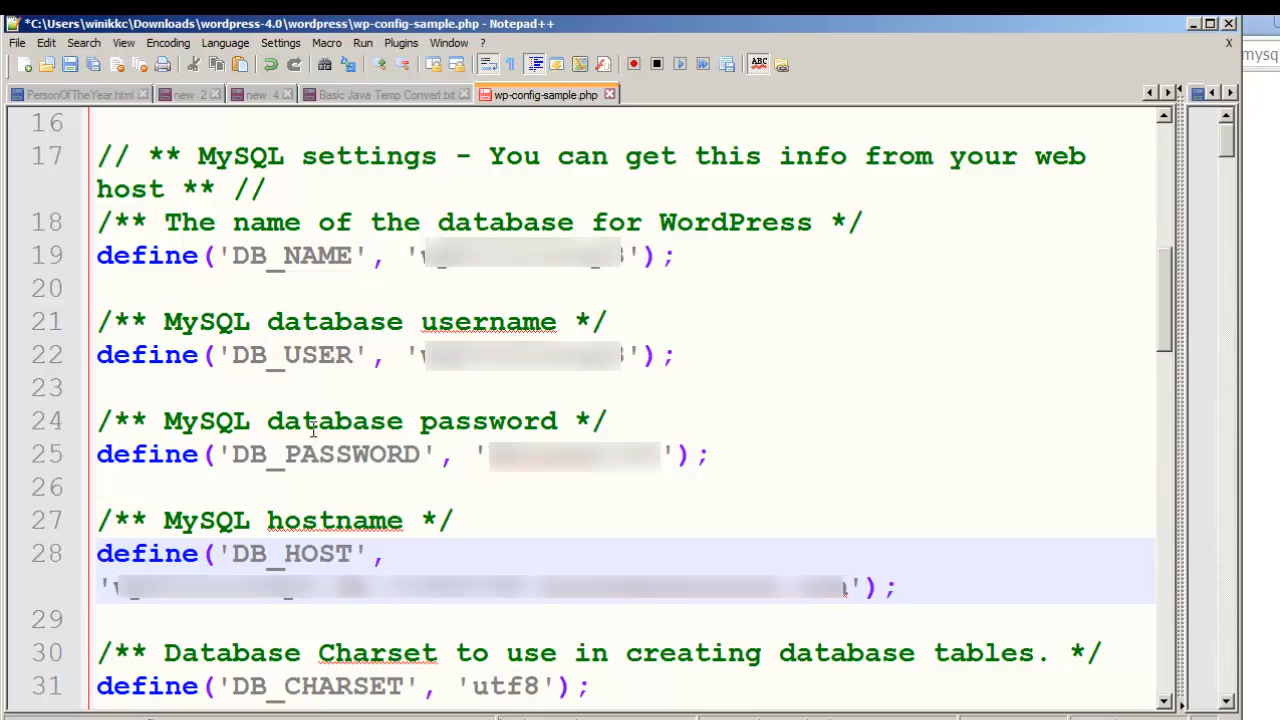 *C:\Users\winikkc\Downloads\wordpress-4.0\wordpress\wp-config-sample.php - Notepad++
File Edit Search View Encoding Language Settings Macro Run Plugins Window ? X
mysq
ABC
PersonOfTheYear.html new 2 new 4 Basic Java Temp Convert.txt wp-config-sample.php
16
17 // ** MySQL settings - You can get this info from your web
host ** //
18 /** The name of the database for WordPress */
19 define('DB_NAME', '');
20
21 /** MySQL database username */
22 define('DB_USER', '');
23
24 /** MySQL database password */
25 define('DB_PASSWORD', '');
26
27 /** MySQL hostname */
28 define('DB_HOST',
'');
29
30 /** Database Charset to use in creating database tables. */
31 define('DB_CHARSET', 'utf8');